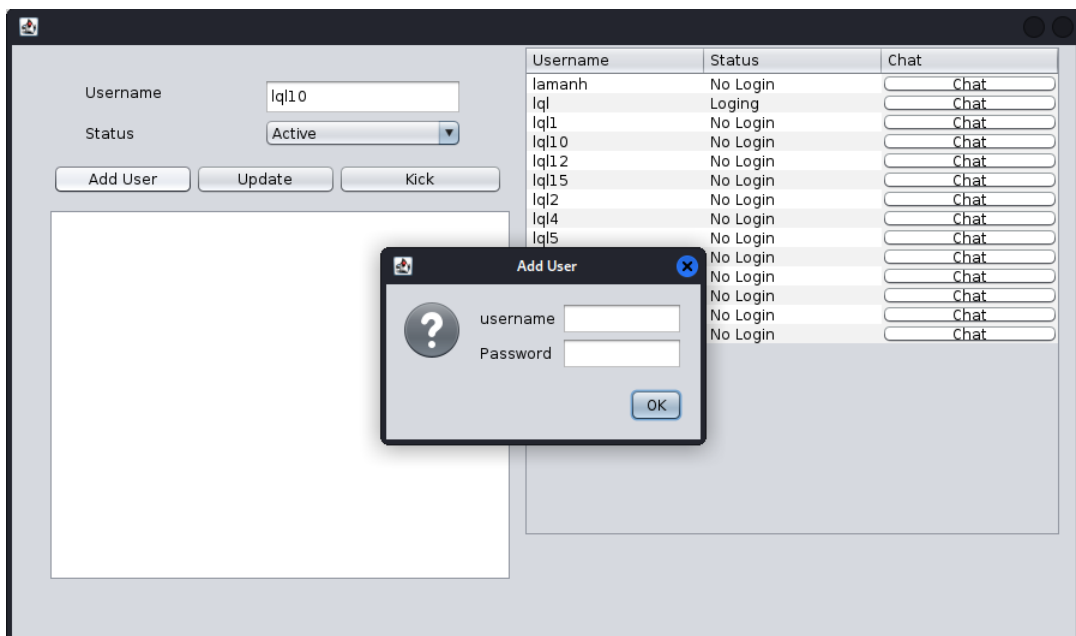 Username lql10
Status Active
Add User Update Kick
Username Status Chat
lamanh No Login Chat
lql Loging Chat
lql1 No Login Chat
lql10 No Login Chat
lql12 No Login Chat
lql15 No Login Chat
lql2 No Login Chat
lql4 No Login Chat
lql5 No Login Chat
No Login Chat
No Login Chat
No Login Chat
No Login Chat
No Login Chat
Add User
?
username
Password
OK